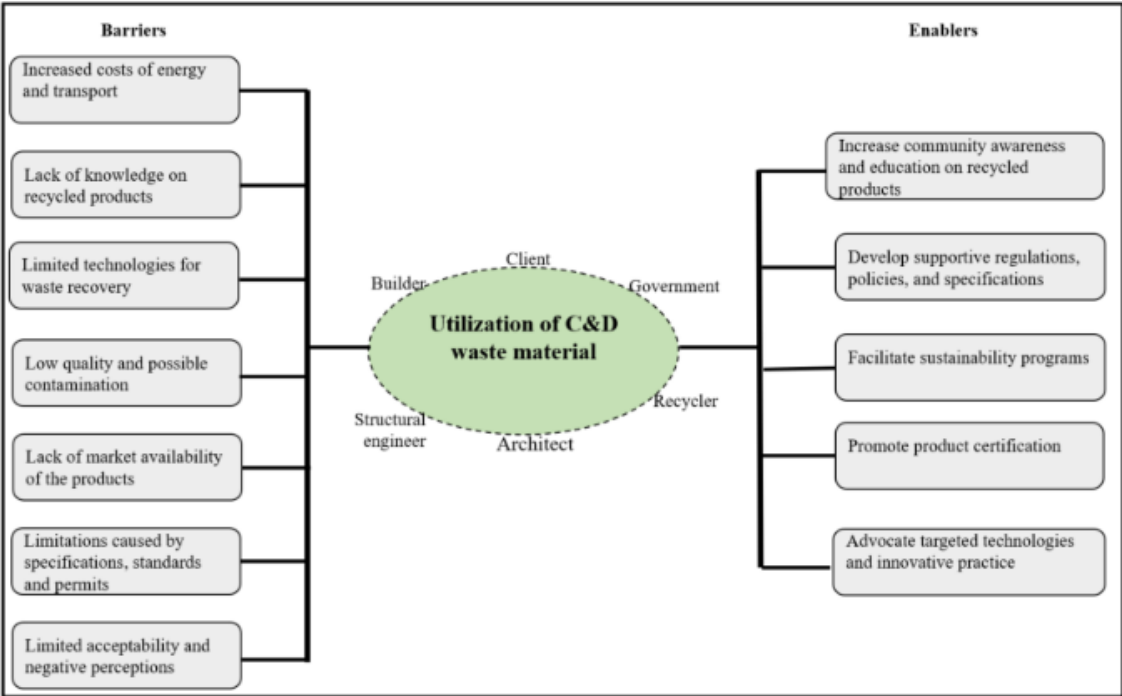 Barriers
Increased costs of energy
and transport
Lack of knowledge on
recycled products
Limited technologies for
waste recovery
Low quality and possible
contamination
Lack of market availability
of the products
Limitations caused by
specifications, standards
and permits
Limited acceptability and
negative perceptions
Client
Builder
Government
Utilization of C&D
waste material
Structural
engineer
Recycler
Architect
Enablers
Increase community awareness
and education on recycled
products
Develop supportive regulations,
policies, and specifications
Facilitate sustainability programs
Promote product certification
Advocate targeted technologies
and innovative practice